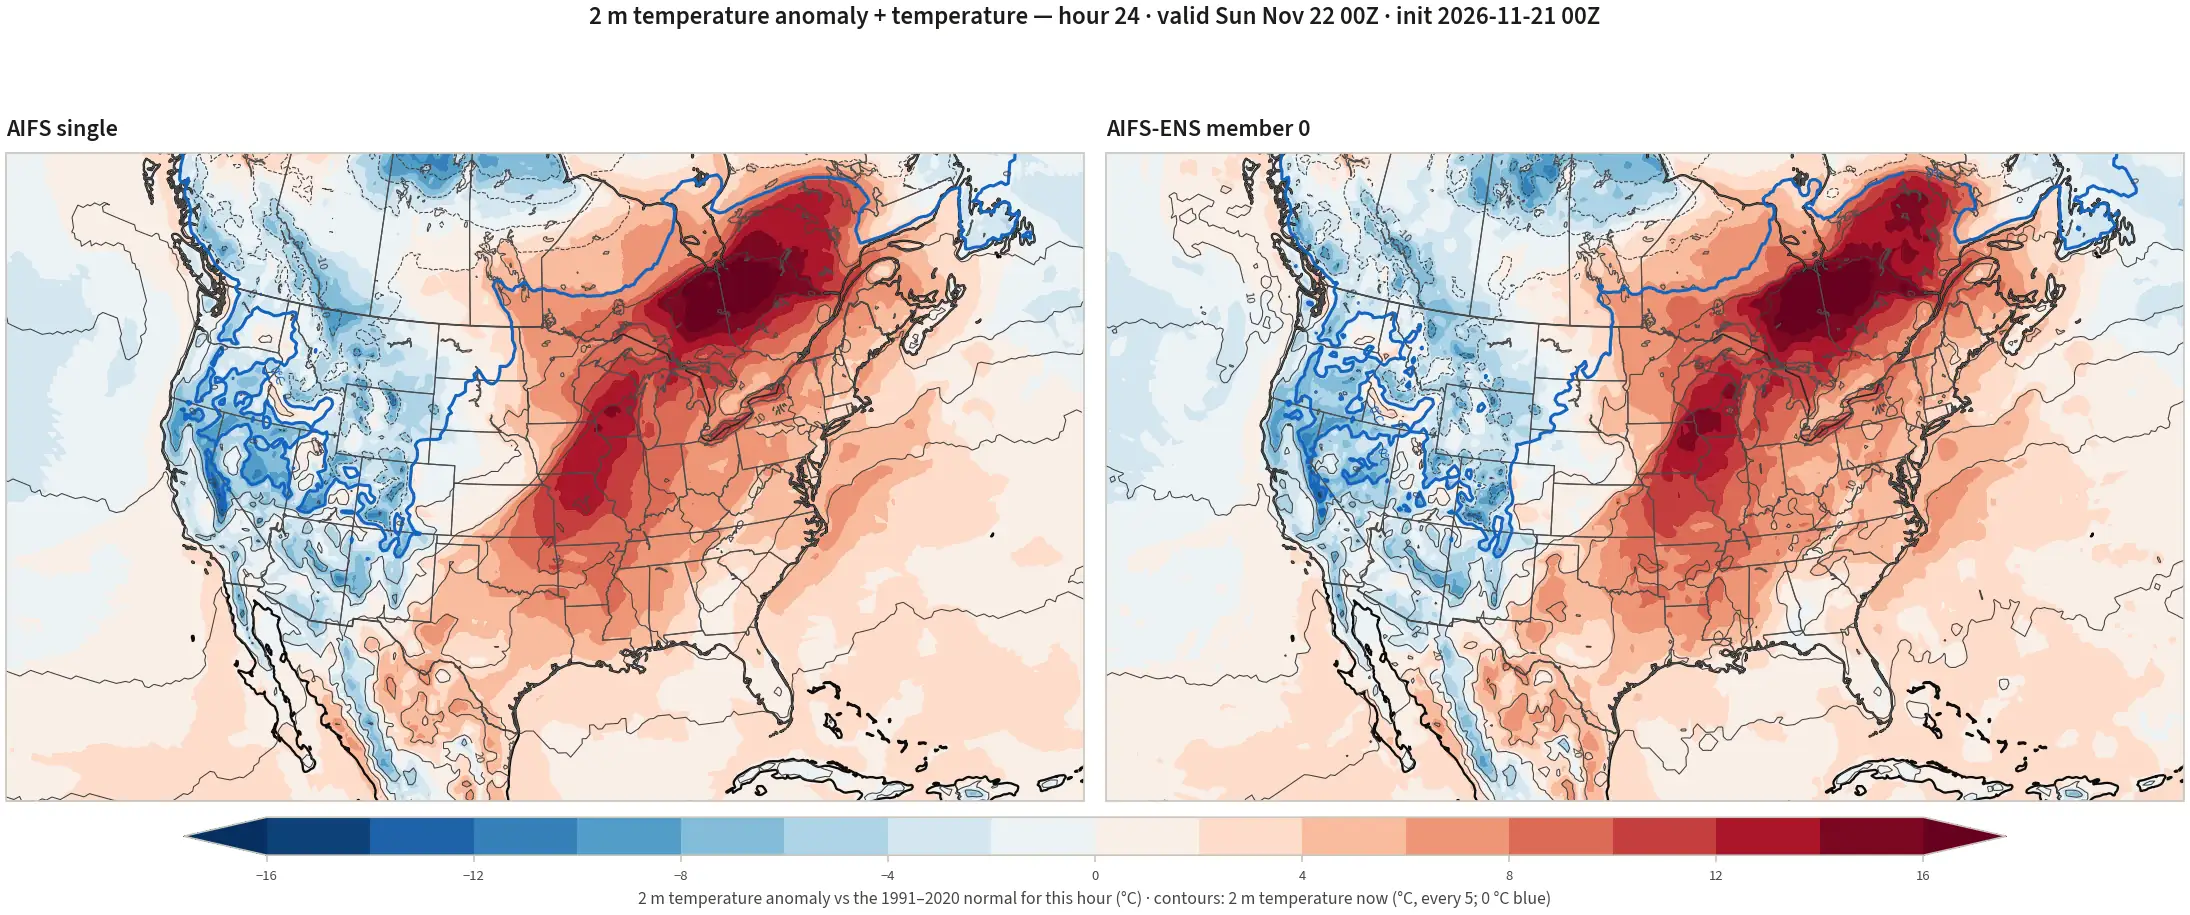 2 m temperature anomaly + temperature — hour 24 · valid Sun Nov 22 00Z · init 2026-11-21 00Z
AIFS single
AIFS-ENS member 0
−16 −12 −8 −4 0 4 8 12 16
2 m temperature anomaly vs the 1991–2020 normal for this hour (°C) · contours: 2 m temperature now (°C, every 5; 0 °C blue)